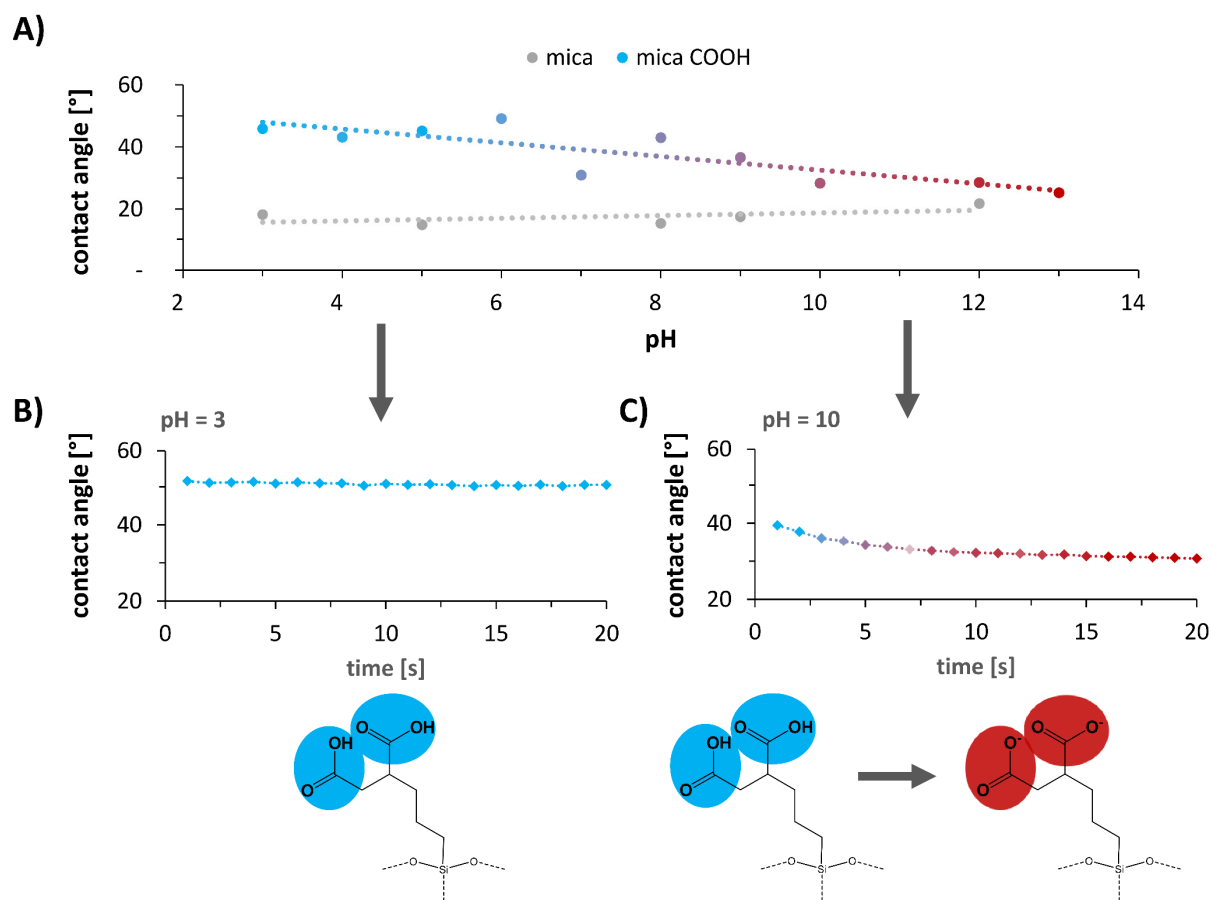 A)
mica mica COOH
contact angle [°]
60
40
20
-
2 4 6 8 10 12 14
pH
B)
pH = 3
contact angle [°]
60
40
20
0 5 10 15 20
time [s]
C)
pH = 10
contact angle [°]
60
40
20
0 5 10 15 20
time [s]
O OH
OH
O
O Si O
O OH
OH
O
O Si O
O O-
O-
O
O Si O